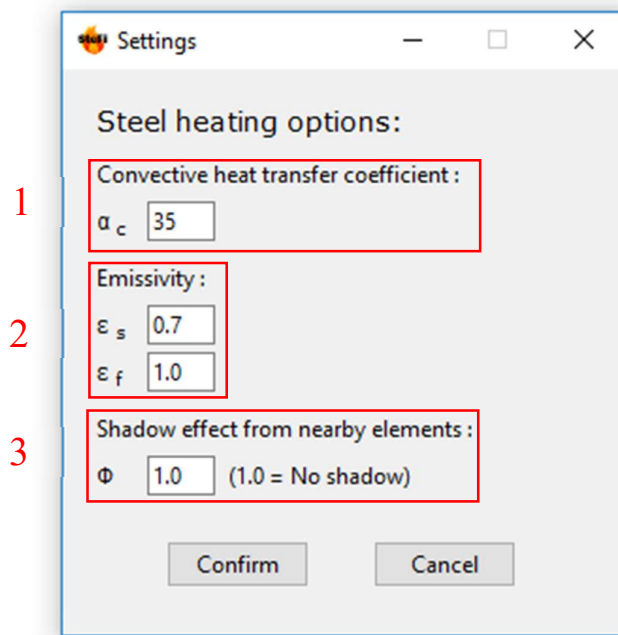 SteFi Settings
Steel heating options:
1
Convective heat transfer coefficient :
α c 35
2
Emissivity :
ε s 0.7
ε f 1.0
3
Shadow effect from nearby elements :
Φ 1.0 (1.0 = No shadow)
Confirm Cancel